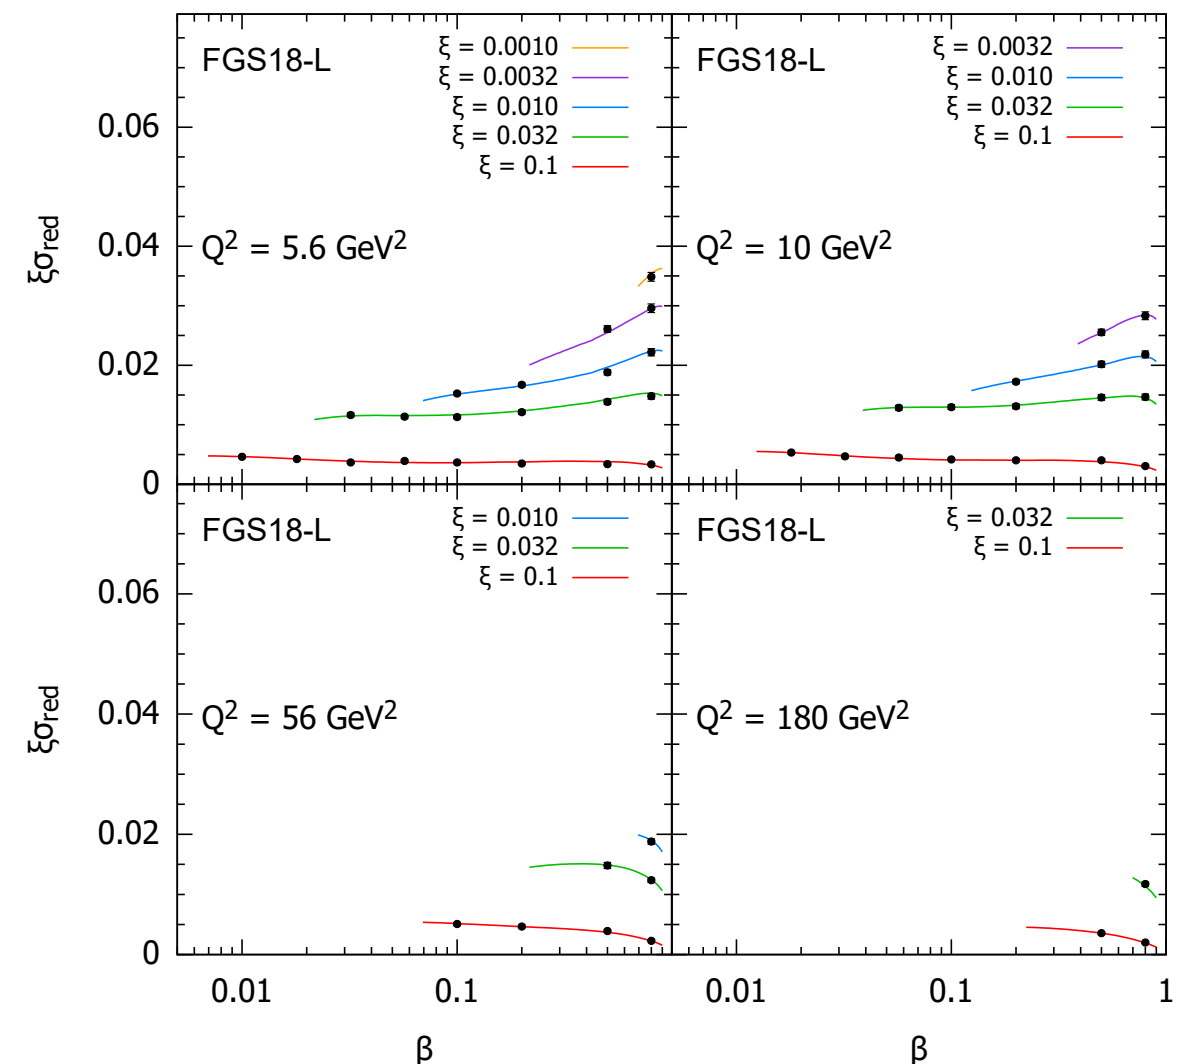 FGS18-L
ξ = 0.0010
ξ = 0.0032
ξ = 0.010
ξ = 0.032
ξ = 0.1
Q² = 5.6 GeV²
0.06
0.04
0.02
0
ξσred
FGS18-L
ξ = 0.0032
ξ = 0.010
ξ = 0.032
ξ = 0.1
Q² = 10 GeV²
FGS18-L
ξ = 0.010
ξ = 0.032
ξ = 0.1
Q² = 56 GeV²
0.06
0.04
0.02
0
ξσred
0.01
0.1
β
FGS18-L
ξ = 0.032
ξ = 0.1
Q² = 180 GeV²
0.01
0.1
1
β